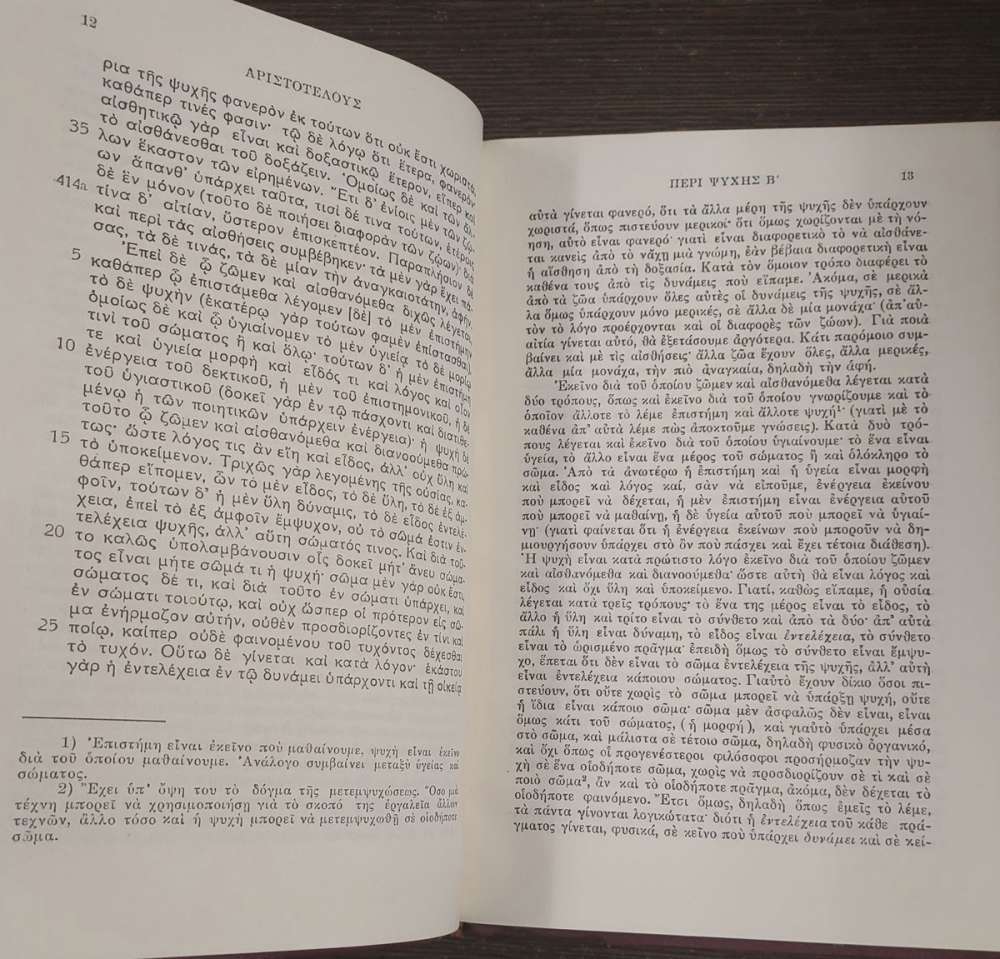 12
ΑΡΙΣΤΟΤΕΛΟΥΣ
ρια τῆς ψυχῆς φανερὸν ἐκ τούτων ὅτι οὐκ ἔστι χωριστά,
καθάπερ τινές φασιν· τῷ δὲ λόγῳ ὅτι ἕτερα, φανερόν·
αἰσθητικῷ γὰρ εἶναι καὶ δοξαστικῷ ἕτερον, εἴπερ καὶ
35 τὸ αἰσθάνεσθαι τοῦ δοξάζειν. Ὁμοίως δὲ καὶ τῶν ἄλ-
λων ἕκαστον τῶν εἰρημένων. Ἔτι δ' ἐνίοις μὲν τῶν ζῴ-
ων ἅπανθ' ὑπάρχει ταῦτα, τισὶ δέ τινα τούτων, ἑτέροις
414a δὲ ἓν μόνον (τοῦτο δὲ ποιήσει διαφορὰν τῶν ζῴων)· διὰ
τίνα δ' αἰτίαν, ὕστερον ἐπισκεπτέον. Παραπλήσιον δὲ
καὶ περὶ τὰς αἰσθήσεις συμβέβηκεν· τὰ μὲν γὰρ ἔχει πά-
σας, τὰ δὲ τινάς, τὰ δὲ μίαν τὴν ἀναγκαιοτάτην, ἁφήν.
5 Ἐπεὶ δὲ ᾧ ζῶμεν καὶ αἰσθανόμεθα διχῶς λέγεται,
καθάπερ ᾧ ἐπιστάμεθα λέγομεν [δὲ] τὸ μὲν ἐπιστήμην
τὸ δὲ ψυχήν (ἑκατέρῳ γὰρ τούτων φαμὲν ἐπίστασθαι),
ὁμοίως δὲ καὶ ᾧ ὑγιαίνομεν τὸ μὲν ὑγίεια τὸ δὲ μορίῳ
τινὶ τοῦ σώματος ἢ καὶ ὅλῳ· τούτων δ' ἡ μὲν ἐπιστήμη
10 τε καὶ ὑγίεια μορφὴ καὶ εἶδός τι καὶ λόγος καὶ οἷον
ἐνέργεια τοῦ δεκτικοῦ, ἡ μὲν τοῦ ἐπιστημονικοῦ, ἡ δὲ
τοῦ ὑγιαστικοῦ (δοκεῖ γὰρ ἐν τῷ πάσχοντι καὶ διατιθε-
μένῳ ἡ τῶν ποιητικῶν ὑπάρχειν ἐνέργεια)· ἡ ψυχὴ δὲ
τοῦτο ᾧ ζῶμεν καὶ αἰσθανόμεθα καὶ διανοούμεθα πρώ-
τως· ὥστε λόγος τις ἂν εἴη καὶ εἶδος, ἀλλ' οὐχ ὕλη καὶ
15 τὸ ὑποκείμενον. Τριχῶς γὰρ λεγομένης τῆς οὐσίας, κα-
θάπερ εἴπομεν, ὧν τὸ μὲν εἶδος, τὸ δὲ ὕλη, τὸ δὲ ἐξ ἀμ-
φοῖν, τούτων δ' ἡ μὲν ὕλη δύναμις, τὸ δὲ εἶδος ἐντελέ-
χεια, ἐπεὶ τὸ ἐξ ἀμφοῖν ἔμψυχον, οὐ τὸ σῶμά ἐστιν ἐν-
τελέχεια ψυχῆς, ἀλλ' αὕτη σώματός τινος. Καὶ διὰ τοῦ-
20 το καλῶς ὑπολαμβάνουσιν οἷς δοκεῖ μήτ' ἄνευ σώμα-
τος εἶναι μήτε σῶμά τι ἡ ψυχή· σῶμα μὲν γὰρ οὐκ ἔστι,
σώματος δέ τι, καὶ διὰ τοῦτο ἐν σώματι ὑπάρχει, καὶ
ἐν σώματι τοιούτῳ, καὶ οὐχ ὥσπερ οἱ πρότερον εἰς σῶ-
μα ἐνήρμοζον αὐτήν, οὐθὲν προσδιορίζοντες ἐν τίνι καὶ
25 ποίῳ, καίπερ οὐδὲ φαινομένου τοῦ τυχόντος δέχεσθαι
τὸ τυχόν. Οὕτω δὲ γίνεται καὶ κατὰ λόγον· ἑκάστου
γὰρ ἡ ἐντελέχεια ἐν τῷ δυνάμει ὑπάρχοντι καὶ τῇ οἰκείᾳ
1) Ἐπιστήμη εἶναι ἐκεῖνο ποὺ μαθαίνουμε, ψυχὴ εἶναι ἐκεῖνο
διὰ τοῦ ὁποίου μαθαίνουμε. Ἀνάλογο συμβαίνει μεταξὺ ὑγείας καὶ
σώματος.
2) Ἔχει ὑπ' ὄψη του τὸ δόγμα τῆς μετεμψυχώσεως. Ὅσο μιὰ
τέχνη μπορεῖ νὰ χρησιμοποιήσῃ γιὰ τὸ σκοπό της ἐργαλεῖα ἄλλων
τεχνῶν, ἄλλο τόσο καὶ ἡ ψυχὴ μπορεῖ νὰ μετεμψυχωθῇ σὲ οἱοδήποτε
σῶμα.
ΠΕΡΙ ΨΥΧΗΣ Β'
13
αὐτὰ γίνεται φανερό, ὅτι τὰ ἄλλα μέρη τῆς ψυχῆς δὲν ὑπάρχουν
χωριστά, ὅπως πιστεύουν μερικοί· ὅτι ὅμως χωρίζονται μὲ τὴ νό-
ηση, αὐτὸ εἶναι φανερό· γιατὶ εἶναι διαφορετικὸ τὸ νὰ αἰσθάνε-
ται κανεὶς ἀπὸ τὸ νἄχῃ μιὰ γνώμη, ἐὰν βέβαια διαφορετικὴ εἶναι
ἡ αἴσθηση ἀπὸ τὴ δοξασία. Κατὰ τὸν ὅμοιον τρόπο διαφέρει τὸ
καθένα τους ἀπὸ τὶς δυνάμεις ποὺ εἴπαμε. Ἀκόμα, σὲ μερικὰ
ἀπὸ τὰ ζῶα ὑπάρχουν ὅλες αὐτὲς οἱ δυνάμεις τῆς ψυχῆς, σὲ ἄλ-
λα ὅμως ὑπάρχουν μόνο μερικές, σὲ ἄλλα δὲ μία μονάχα· (ἀπ' αὐ-
τὸν τὸ λόγο προέρχονται καὶ οἱ διαφορὲς τῶν ζώων). Γιὰ ποιὰ
αἰτία γίνεται αὐτό, θὰ ἐξετάσουμε ἀργότερα. Κάτι παρόμοιο συμ-
βαίνει καὶ μὲ τὶς αἰσθήσεις· ἄλλα ζῶα ἔχουν ὅλες, ἄλλα μερικές,
ἄλλα μία μονάχα, τὴν πιὸ ἀναγκαία, δηλαδὴ τὴν ἁφή.
Ἐκεῖνο διὰ τοῦ ὁποίου ζῶμεν καὶ αἰσθανόμεθα λέγεται κατὰ
δύο τρόπους, ὅπως καὶ ἐκεῖνο διὰ τοῦ ὁποίου γνωρίζουμε καὶ τὸ
ὁποῖον ἄλλοτε τὸ λέμε ἐπιστήμη καὶ ἄλλοτε ψυχή¹· (γιατὶ μὲ τὸ
καθένα ἀπ' αὐτὰ λέμε πὼς ἀποκτοῦμε γνώσεις). Κατὰ δυὸ τρό-
πους λέγεται καὶ ἐκεῖνο διὰ τοῦ ὁποίου ὑγιαίνουμε· τὸ ἕνα εἶναι
ὑγεία, τὸ ἄλλο εἶναι ἕνα μέρος τοῦ σώματος ἢ καὶ ὁλόκληρο τὸ
σῶμα. Ἀπὸ τὰ ἀνωτέρω ἡ ἐπιστήμη καὶ ἡ ὑγεία εἶναι μορφὴ
καὶ εἶδος καὶ λόγος καί, σὰν νὰ εἰποῦμε, ἐνέργεια ἐκείνου
ποὺ μπορεῖ νὰ δέχεται, ἡ μὲν ἐπιστήμη εἶναι ἐνέργεια αὐτοῦ
ποὺ μπορεῖ νὰ μαθαίνῃ, ἡ δὲ ὑγεία αὐτοῦ ποὺ μπορεῖ νὰ ὑγιαί-
νῃ· (γιατὶ φαίνεται ὅτι ἡ ἐνέργεια ἐκείνων ποὺ μποροῦν νὰ δη-
μιουργήσουν ὑπάρχει στὸ ὂν ποὺ πάσχει καὶ ἔχει τέτοια διάθεση).
Ἡ ψυχὴ εἶναι κατὰ πρώτιστο λόγο ἐκεῖνο διὰ τοῦ ὁποίου ζῶμεν
καὶ αἰσθανόμεθα καὶ διανοούμεθα· ὥστε αὐτὴ θὰ εἶναι λόγος καὶ
εἶδος καὶ ὄχι ὕλη καὶ ὑποκείμενο. Γιατί, καθὼς εἴπαμε, ἡ οὐσία
λέγεται κατὰ τρεῖς τρόπους· τὸ ἕνα της μέρος εἶναι τὸ εἶδος, τὸ
ἄλλο ἡ ὕλη καὶ τρίτο εἶναι τὸ σύνθετο καὶ ἀπὸ τὰ δύο· ἀπ' αὐτὰ
πάλι ἡ ὕλη εἶναι δύναμη, τὸ εἶδος εἶναι ἐντελέχεια, τὸ σύνθετο
εἶναι τὸ ὡρισμένο πρᾶγμα· ἐπειδὴ ὅμως τὸ σύνθετο εἶναι ἔμψυ-
χο, ἕπεται ὅτι δὲν εἶναι τὸ σῶμα ἐντελέχεια τῆς ψυχῆς, ἀλλ' αὐτὴ
εἶναι ἐντελέχεια κάποιου σώματος. Γιαυτὸ ἔχουν δίκιο ὅσοι πι-
στεύουν, ὅτι οὔτε χωρὶς τὸ σῶμα μπορεῖ νὰ ὑπάρξῃ ψυχή, οὔτε
ἡ ἴδια εἶναι κάποιο σῶμα· σῶμα μὲν ἀσφαλῶς δὲν εἶναι, εἶναι
ὅμως κάτι τοῦ σώματος, (ἡ μορφή), καὶ γιαυτὸ ὑπάρχει μέσα
στὸ σῶμα, καὶ μάλιστα σὲ τέτοιο σῶμα, δηλαδὴ φυσικὸ ὀργανικό,
καὶ ὄχι ὅπως οἱ προγενέστεροι φιλόσοφοι προσήρμοζαν τὴν ψυ-
χὴ σὲ ἕνα οἱοδήποτε σῶμα, χωρὶς νὰ προσδιορίζουν σὲ τί καὶ σὲ
ποιὸ σῶμα², ἂν καὶ τὸ οἱοδήποτε πρᾶγμα, ἀκόμα, δὲν δέχεται τὸ
οἱοδήποτε φαινόμενο. Ἔτσι ὅμως, δηλαδὴ ὅπως ἐμεῖς τὸ λέμε,
τὰ πάντα γίνονται λογικώτατα· διότι ἡ ἐντελέχεια τοῦ κάθε πρά-
γματος γίνεται, φυσικά, σὲ κεῖνο ποὺ ὑπάρχει δυνάμει καὶ σὲ κεί-